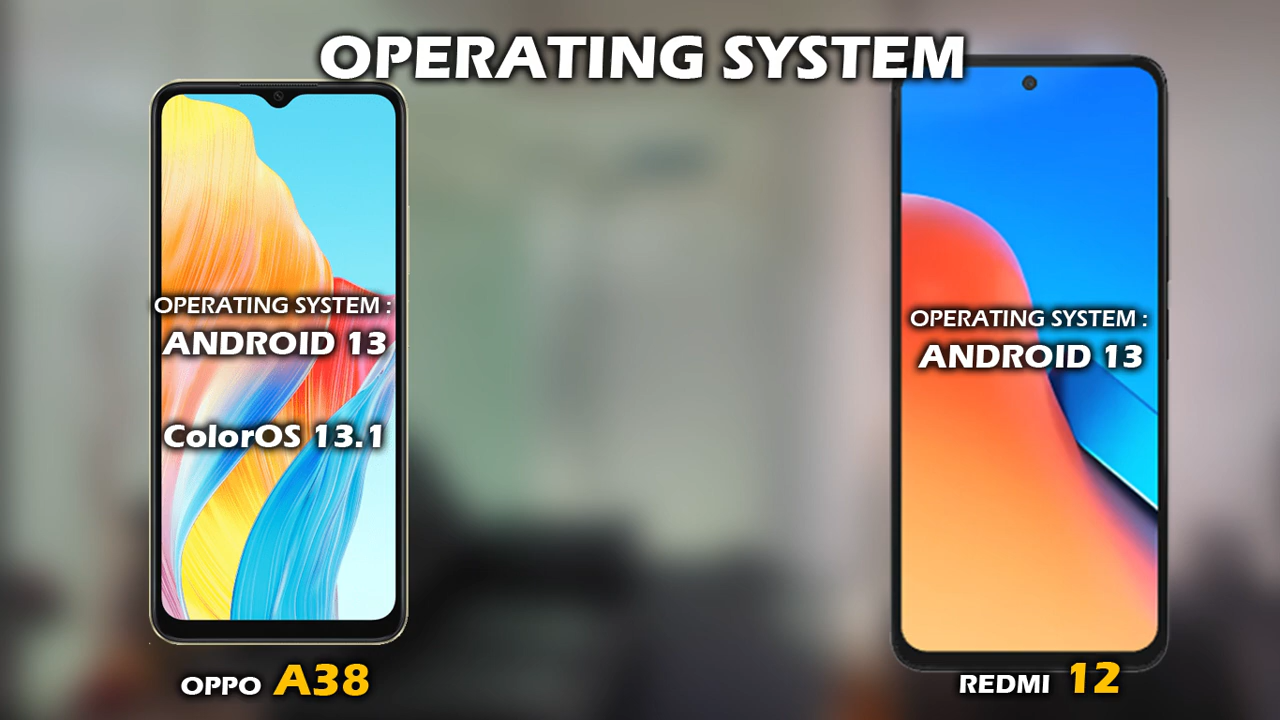 OPERATING SYSTEM
OPERATING SYSTEM :
ANDROID 13
ColorOS 13.1
OPPO A38
OPERATING SYSTEM :
ANDROID 13
REDMI 12